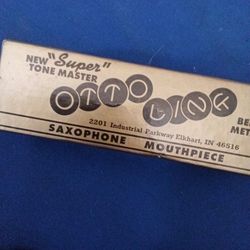 NEW "Super"
TONE MASTER
OTTO LINK
2201 Industrial Parkway Elkhart, IN 46516
SAXOPHONE MOUTHPIECE